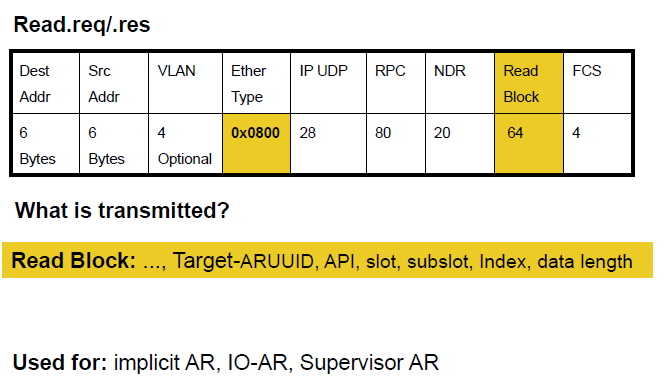 Read.req/.res
Dest Addr Src Addr VLAN Ether Type IP UDP RPC NDR Read Block FCS
6 Bytes 6 Bytes 4 Optional 0x0800 28 80 20 64 4
What is transmitted?
Read Block: ..., Target-ARUUID, API, slot, subslot, Index, data length
Used for: implicit AR, IO-AR, Supervisor AR